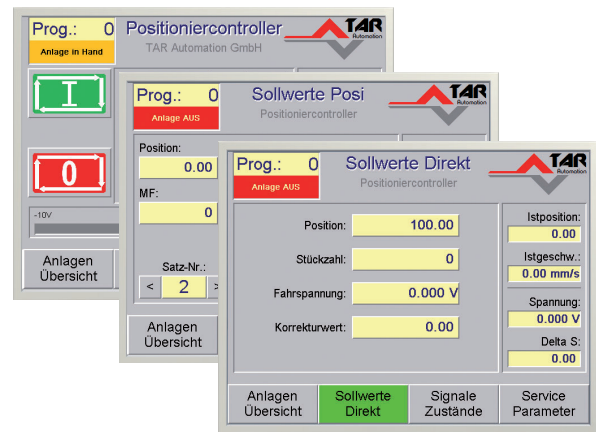 Prog.: 0
Positioniercontroller
TAR
Automation
Anlage in Hand
TAR Automation GmbH
I
0
-10V
Anlagen
Übersicht
Prog.: 0
Sollwerte Posi
TAR
Automation
Anlage AUS
Positioniercontroller
Position:
0.00
MF:
0
Satz-Nr.:
< 2 >
Anlagen
Übersicht
Prog.: 0
Sollwerte Direkt
TAR
Automation
Anlage AUS
Positioniercontroller
Position: 100.00
Stückzahl: 0
Fahrspannung: 0.000 V
Korrekturwert: 0.00
Istposition:
0.00
Istgeschw.:
0.00 mm/s
Spannung:
0.000 V
Delta S:
0.00
Anlagen
Übersicht
Sollwerte
Direkt
Signale
Zustände
Service
Parameter